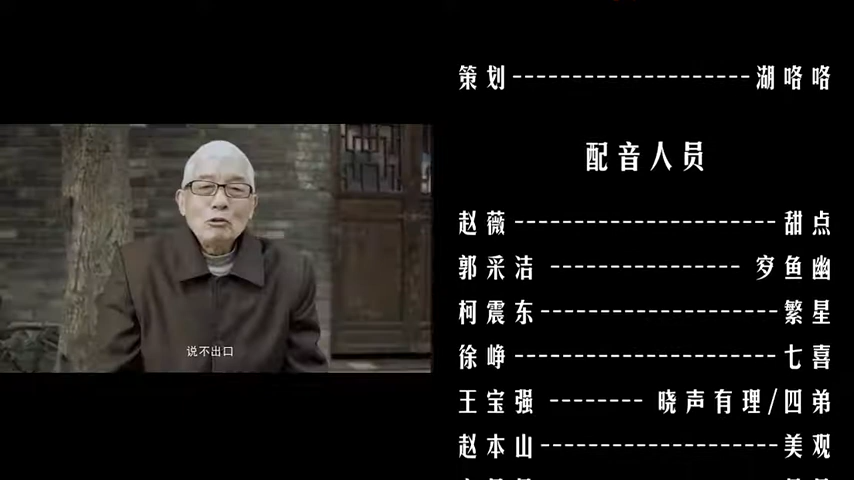 策划--------------------湖咯咯
配音人员
赵薇----------------------甜点
郭采洁 ---------------- 岁鱼幽
柯震东--------------------繁星
徐峥----------------------七喜
王宝强 -------- 晓声有理/四弟
赵本山--------------------美观
说不出口